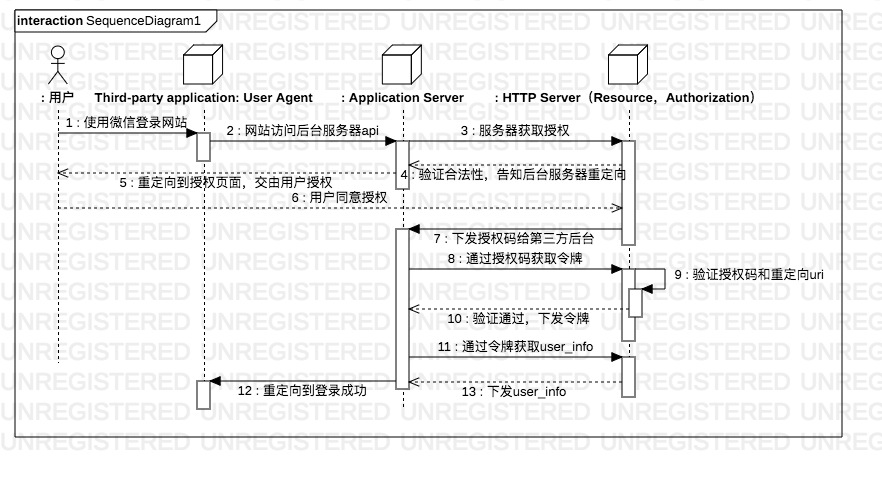 interaction SequenceDiagram1
: 用户
Third-party application: User Agent
: Application Server
: HTTP Server（Resource，Authorization）
1 : 使用微信登录网站
2 : 网站访问后台服务器api
3 : 服务器获取授权
4 : 验证合法性，告知后台服务器重定向
5 : 重定向到授权页面，交由用户授权
6 : 用户同意授权
7 : 下发授权码给第三方后台
8 : 通过授权码获取令牌
9 : 验证授权码和重定向uri
10 : 验证通过，下发令牌
11 : 通过令牌获取user_info
12 : 重定向到登录成功
13 : 下发user_info
UNREGISTERED UNREGISTERED UNREGISTERED UNREGISTERED UNREGISTERED